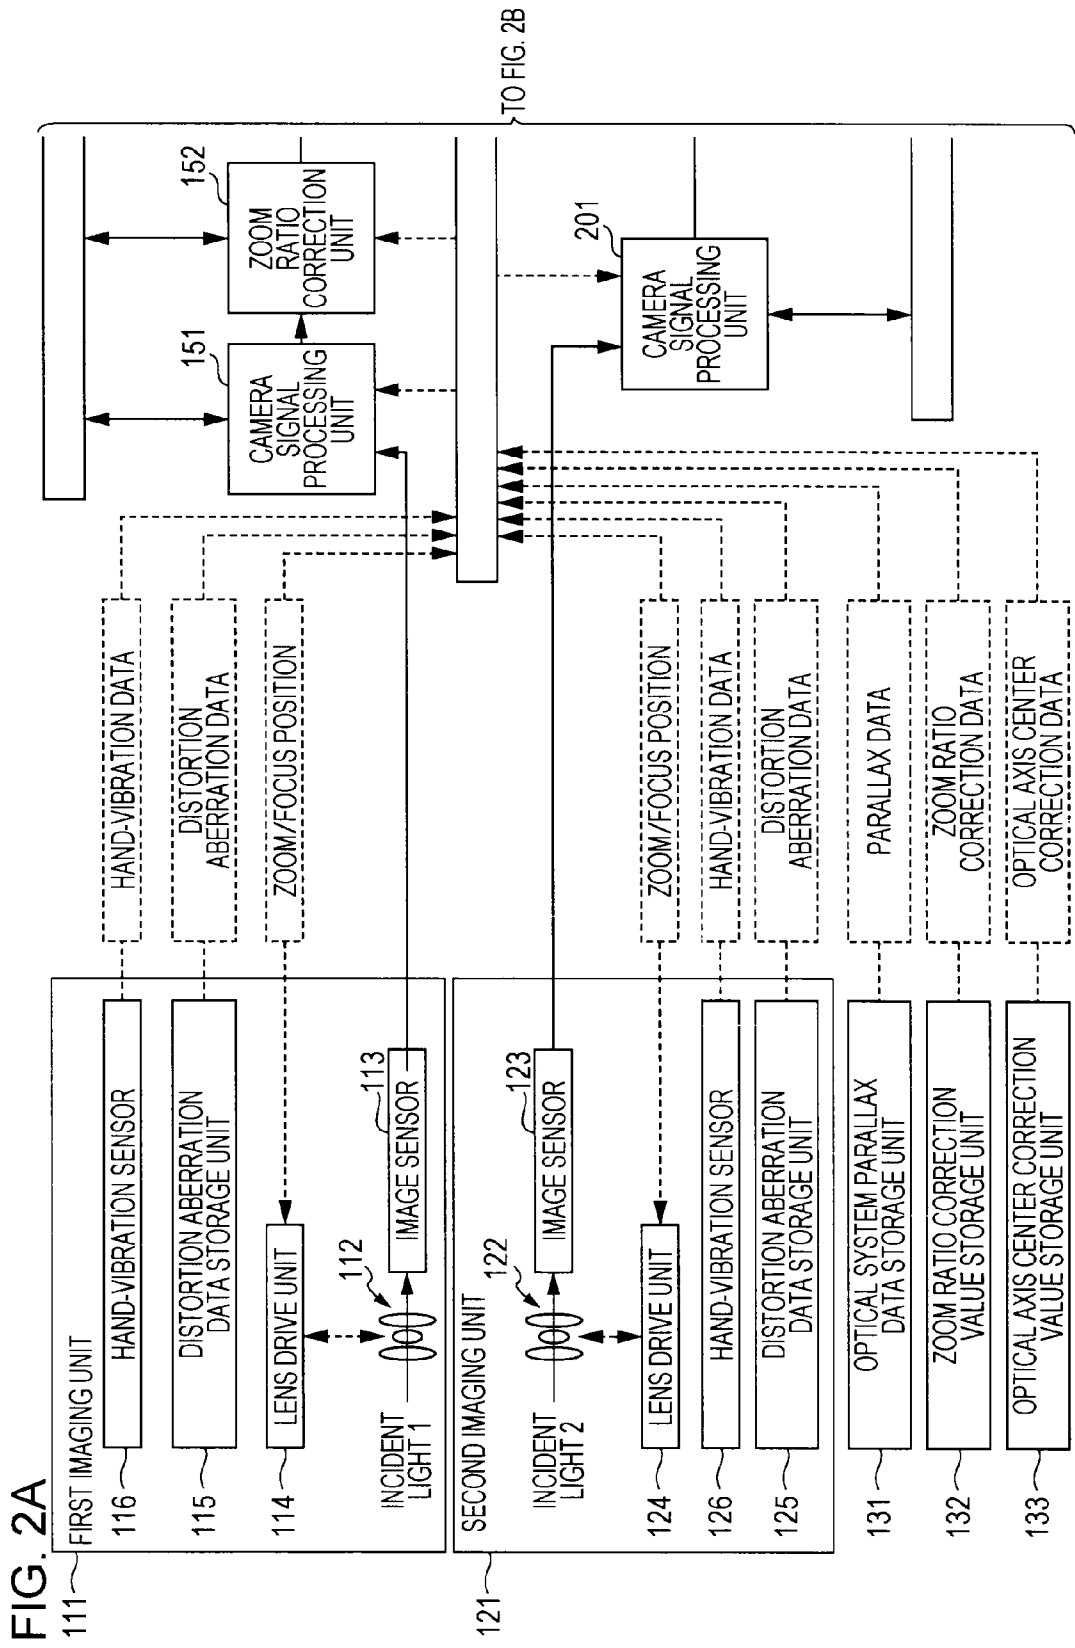 FIG. 2A
111
FIRST IMAGING UNIT
116
HAND-VIBRATION SENSOR
HAND-VIBRATION DATA
115
DISTORTION ABERRATION
DATA STORAGE UNIT
DISTORTION
ABERRATION DATA
114
LENS DRIVE UNIT
ZOOM/FOCUS POSITION
112
INCIDENT
LIGHT 1
IMAGE SENSOR
113
151
CAMERA
SIGNAL
PROCESSING
UNIT
152
ZOOM
RATIO
CORRECTION
UNIT
121
SECOND IMAGING UNIT
122
INCIDENT
LIGHT 2
IMAGE SENSOR
123
124
LENS DRIVE UNIT
ZOOM/FOCUS POSITION
126
HAND-VIBRATION SENSOR
HAND-VIBRATION DATA
125
DISTORTION ABERRATION
DATA STORAGE UNIT
DISTORTION
ABERRATION DATA
131
OPTICAL SYSTEM PARALLAX
DATA STORAGE UNIT
PARALLAX DATA
132
ZOOM RATIO CORRECTION
VALUE STORAGE UNIT
ZOOM RATIO
CORRECTION DATA
133
OPTICAL AXIS CENTER CORRECTION
VALUE STORAGE UNIT
OPTICAL AXIS CENTER
CORRECTION DATA
201
CAMERA
SIGNAL
PROCESSING
UNIT
TO FIG. 2B